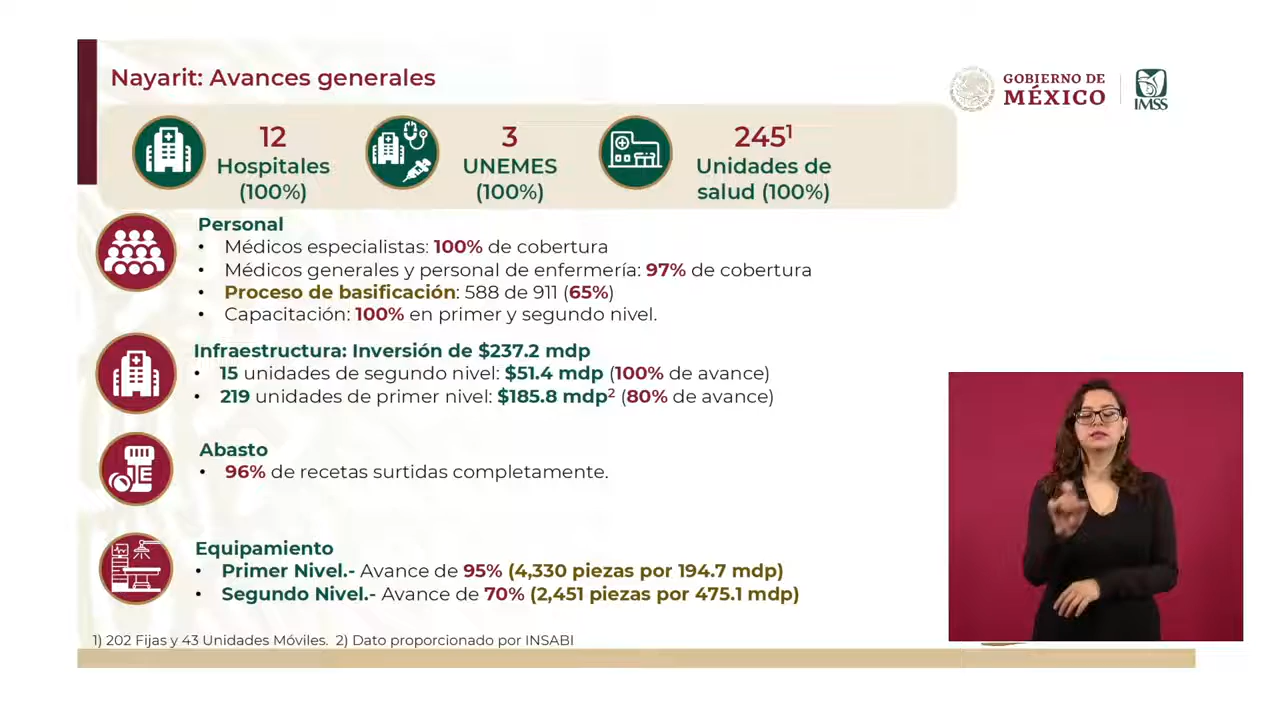 Nayarit: Avances generales
GOBIERNO DE
MÉXICO
IMSS
12
Hospitales
(100%)
3
UNEMES
(100%)
245¹
Unidades de
salud (100%)
Personal
• Médicos especialistas: 100% de cobertura
• Médicos generales y personal de enfermería: 97% de cobertura
• Proceso de basificación: 588 de 911 (65%)
• Capacitación: 100% en primer y segundo nivel.
Infraestructura: Inversión de $237.2 mdp
• 15 unidades de segundo nivel: $51.4 mdp (100% de avance)
• 219 unidades de primer nivel: $185.8 mdp² (80% de avance)
Abasto
• 96% de recetas surtidas completamente.
Equipamiento
• Primer Nivel.- Avance de 95% (4,330 piezas por 194.7 mdp)
• Segundo Nivel.- Avance de 70% (2,451 piezas por 475.1 mdp)
1) 202 Fijas y 43 Unidades Móviles. 2) Dato proporcionado por INSABI